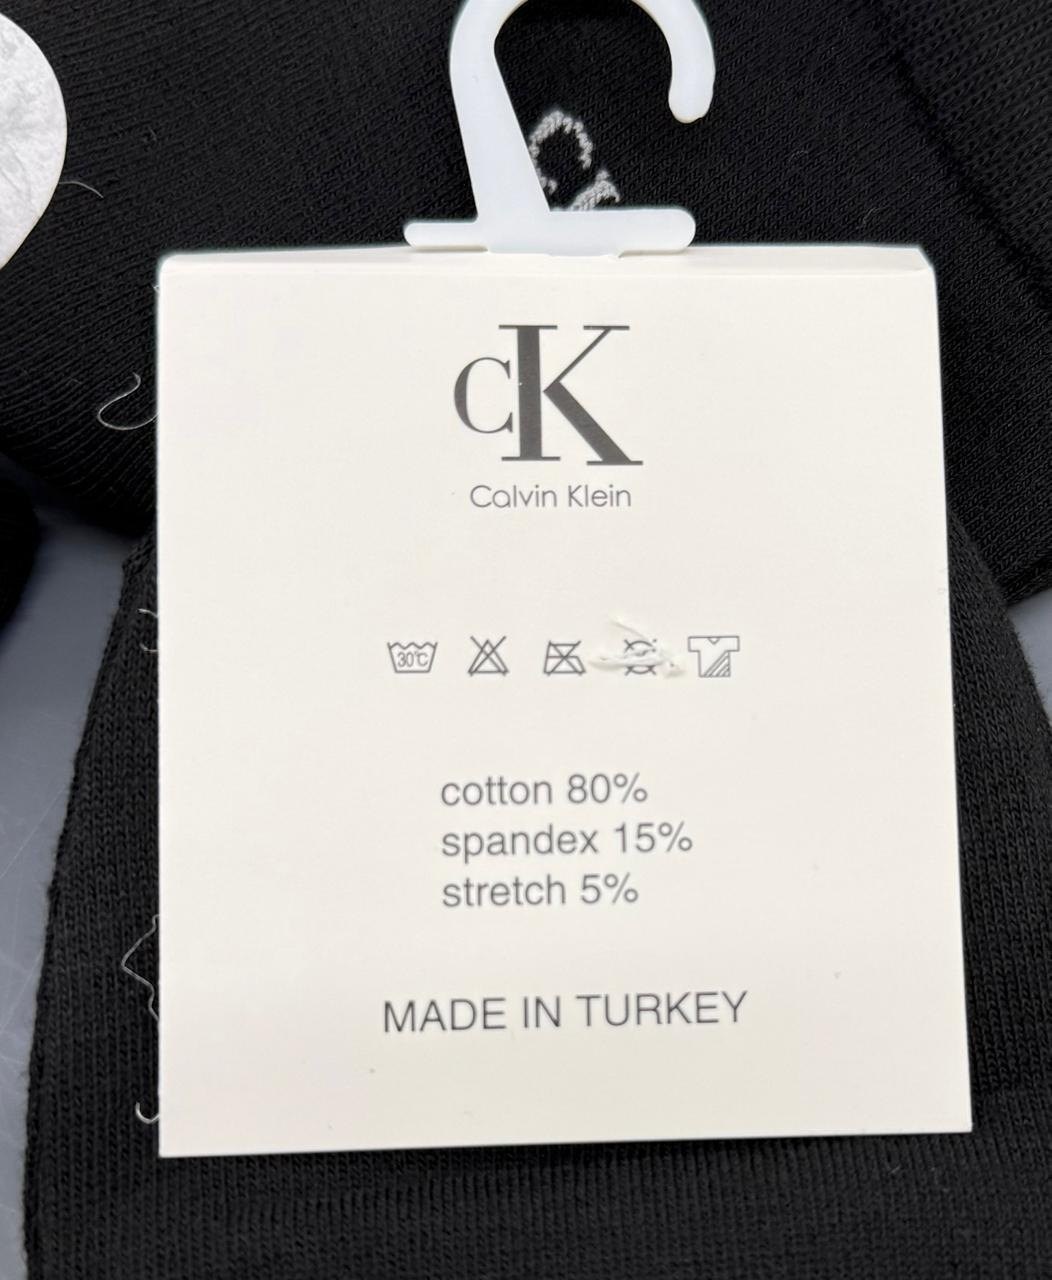 cK
Calvin Klein
30°C
cotton 80%
spandex 15%
stretch 5%
MADE IN TURKEY